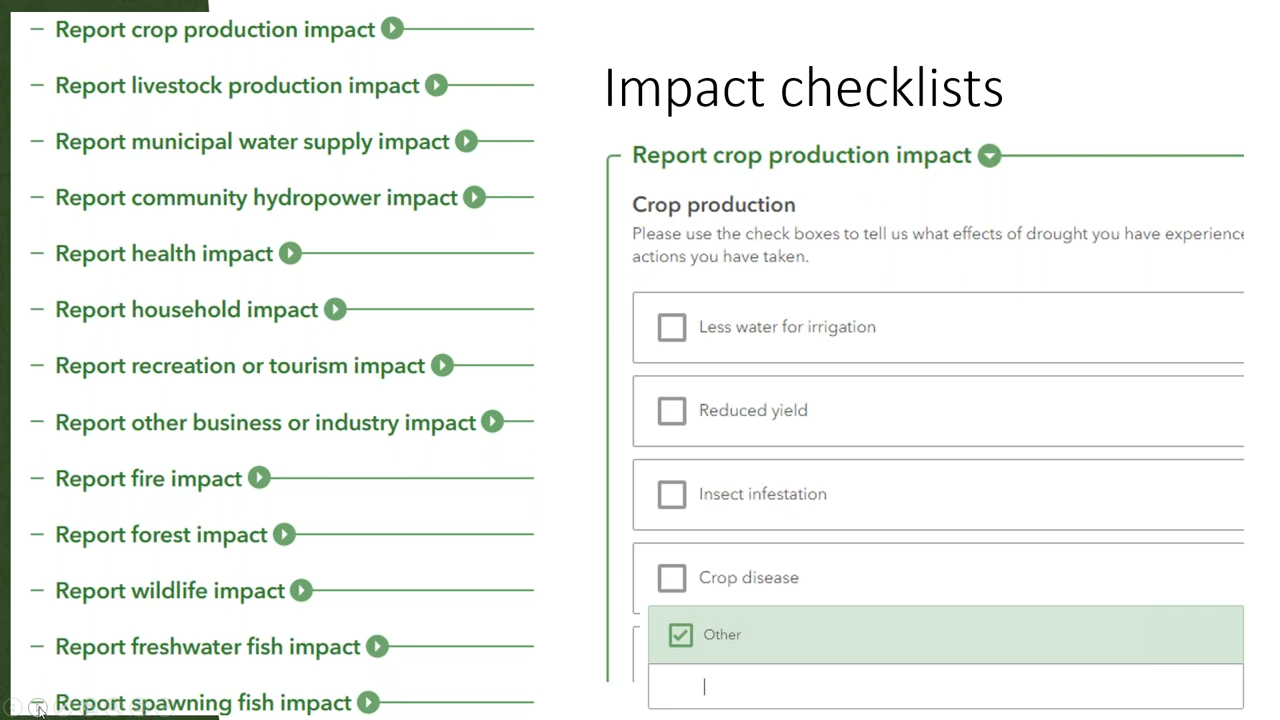 Report crop production impact
Report livestock production impact
Report municipal water supply impact
Report community hydropower impact
Report health impact
Report household impact
Report recreation or tourism impact
Report other business or industry impact
Report fire impact
Report forest impact
Report wildlife impact
Report freshwater fish impact
Report spawning fish impact
Impact checklists
Report crop production impact
Crop production
Please use the check boxes to tell us what effects of drought you have experience
actions you have taken.
Less water for irrigation
Reduced yield
Insect infestation
Crop disease
Other